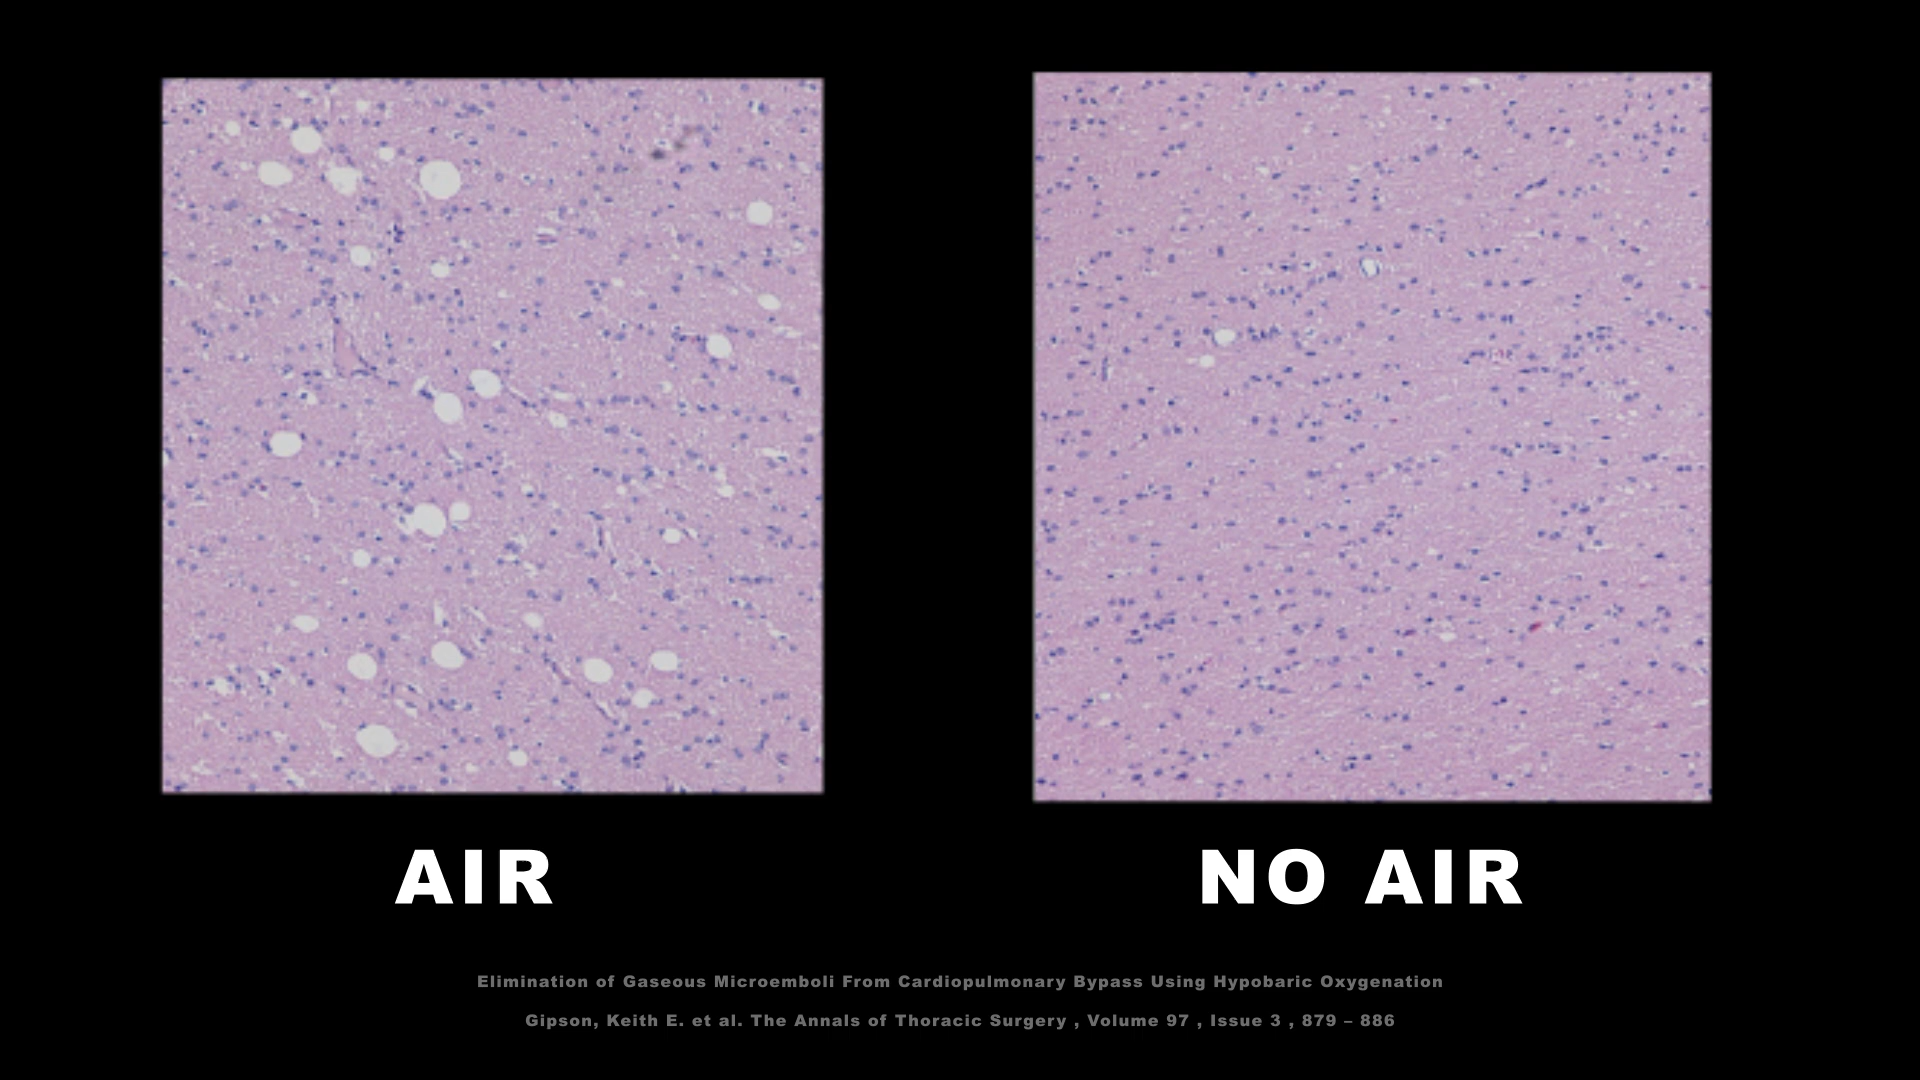 AIR
NO AIR
Elimination of Gaseous Microemboli From Cardiopulmonary Bypass Using Hypobaric Oxygenation
Gipson, Keith E. et al. The Annals of Thoracic Surgery , Volume 97 , Issue 3 , 879 – 886